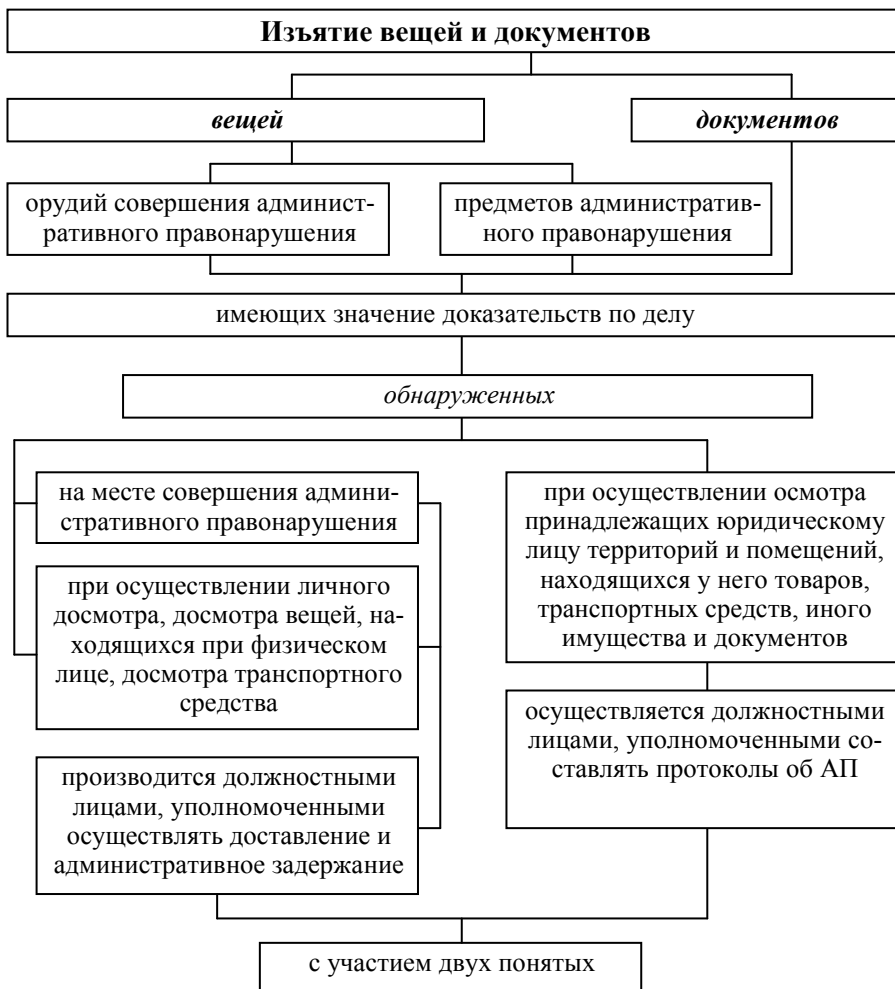 Изъятие вещей и документов
вещей
документов
орудий совершения админист-
ративного правонарушения
предметов административ-
ного правонарушения
имеющих значение доказательств по делу
обнаруженных
на месте совершения админи-
стративного правонарушения
при осуществлении личного
досмотра, досмотра вещей, на-
ходящихся при физическом
лице, досмотра транспортного
средства
производится должностными
лицами, уполномоченными
осуществлять доставление и
административное задержание
при осуществлении осмотра
принадлежащих юридическому
лицу территорий и помещений,
находящихся у него товаров,
транспортных средств, иного
имущества и документов
осуществляется должностными
лицами, уполномоченными со-
ставлять протоколы об АП
с участием двух понятых